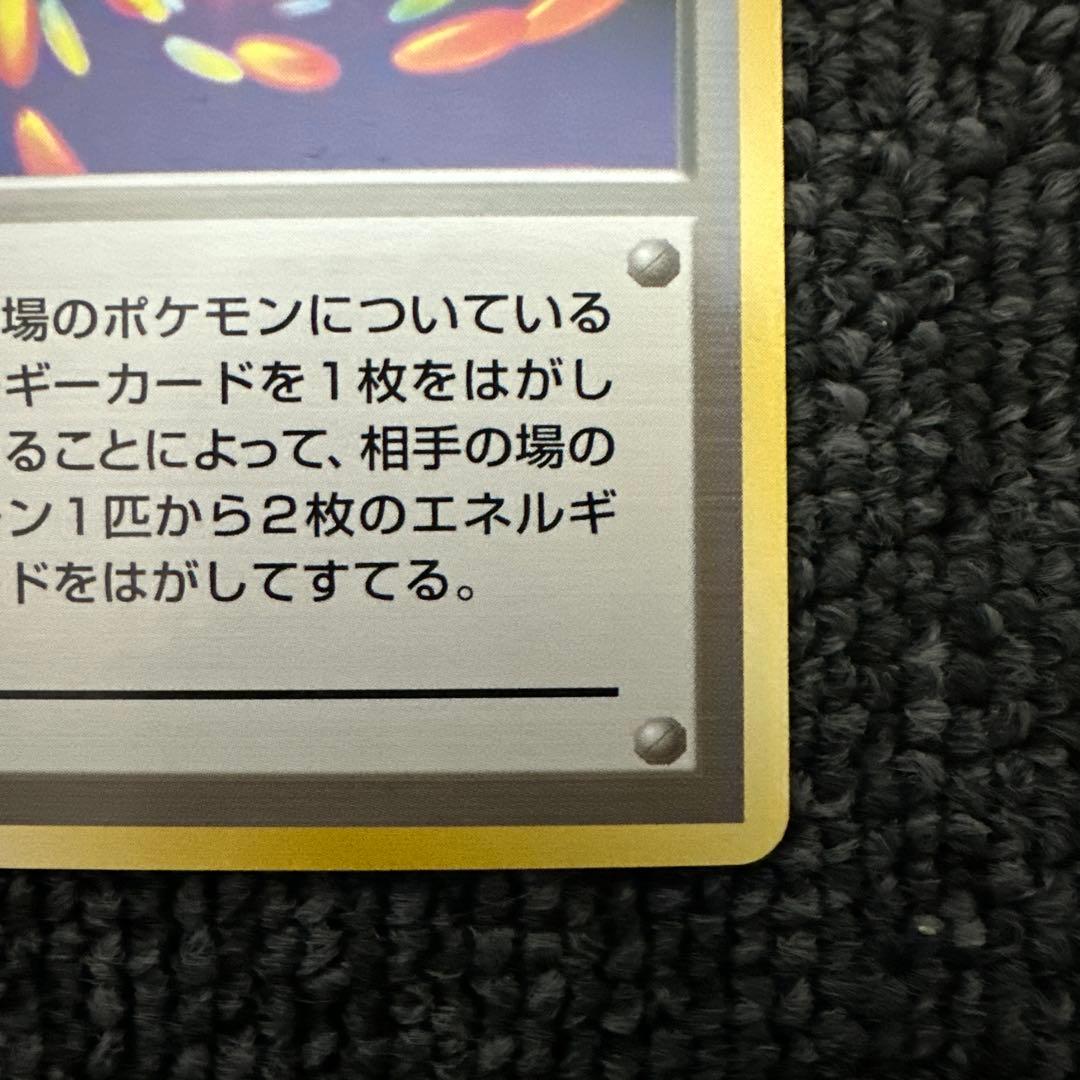 場のポケモンについている
ギーカードを1枚をはがし
ることによって、相手の場の
ン1匹から2枚のエネルギ
ドをはがしてすてる。